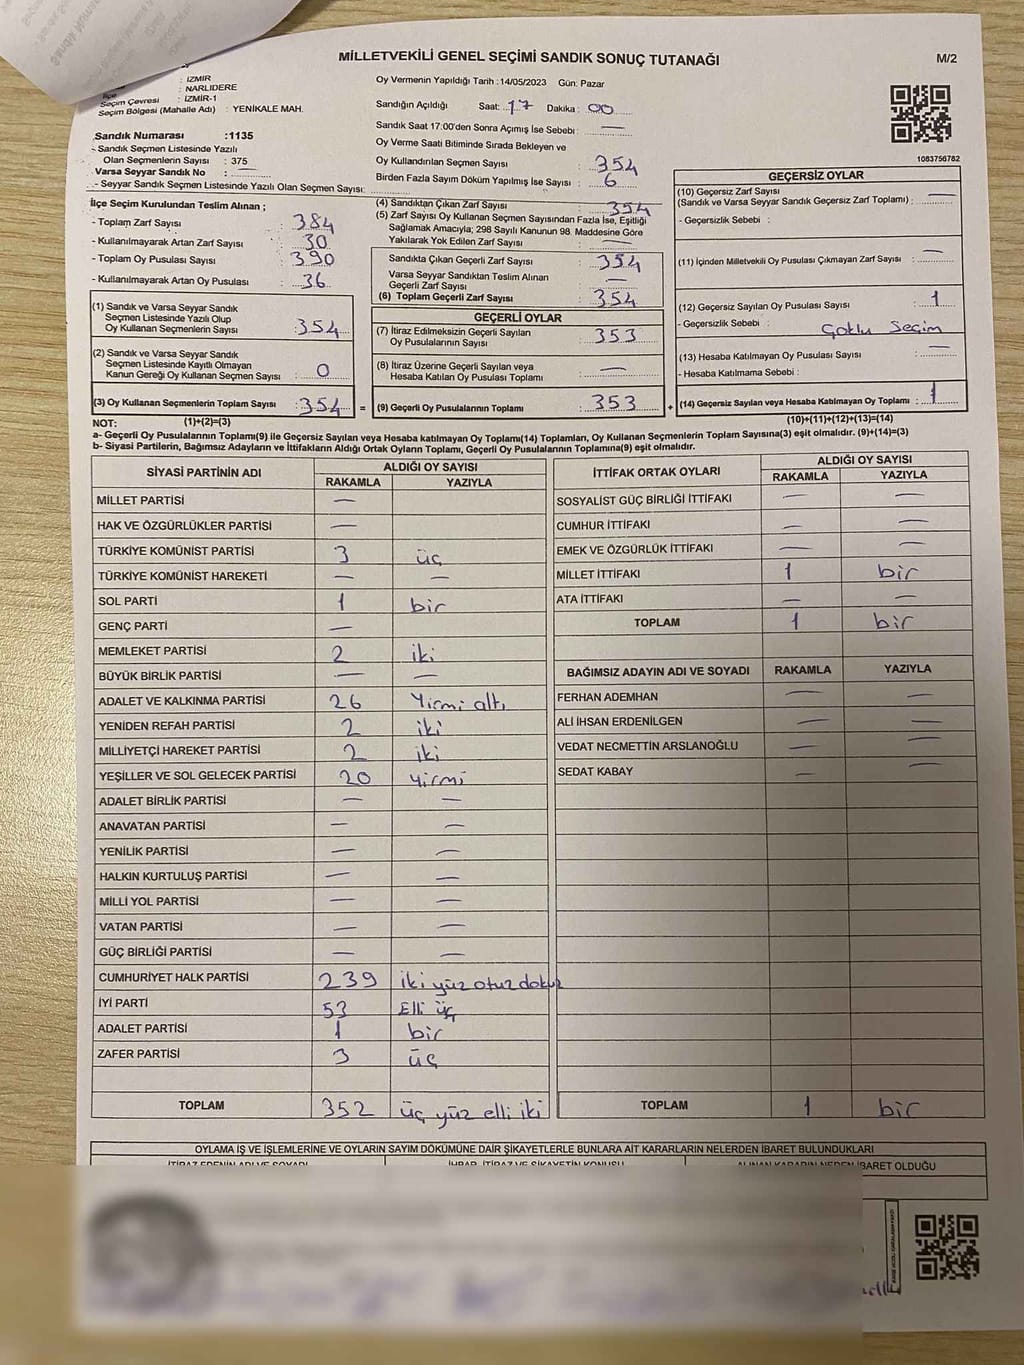 MİLLETVEKİLİ GENEL SEÇİMİ SANDIK SONUÇ TUTANAĞI
M/2
: İZMİR
İlçe : NARLIDERE
Seçim Çevresi : İZMİR-1
Seçim Bölgesi (Mahalle Adı) : YENİKALE MAH.
Sandık Numarası :1135
- Sandık Seçmen Listesinde Yazılı
Olan Seçmenlerin Sayısı : 375
Varsa Seyyar Sandık No : —
- Seyyar Sandık Seçmen Listesinde Yazılı Olan Seçmen Sayısı:
Oy Vermenin Yapıldığı Tarih :14/05/2023 Gün: Pazar
Sandığın Açıldığı Saat: 17 Dakika: 00
Sandık Saat 17:00'den Sonra Açımış İse Sebebi : —
Oy Verme Saati Bitiminde Sırada Bekleyen ve
Oy Kullandırılan Seçmen Sayısı : 354
Birden Fazla Sayım Döküm Yapılmış İse Sayısı : 6
1083756782
İlçe Seçim Kurulundan Teslim Alınan ;
- Toplam Zarf Sayısı : 384
- Kullanılmayarak Artan Zarf Sayısı : 30
- Toplam Oy Pusulası Sayısı : 390
- Kullanılmayarak Artan Oy Pusulası : 36
(1) Sandık ve Varsa Seyyar Sandık
Seçmen Listesinde Yazılı Olup
Oy Kullanan Seçmenlerin Sayısı :354
(2) Sandık ve Varsa Seyyar Sandık
Seçmen Listesinde Kayıtlı Olmayan
Kanun Gereği Oy Kullanan Seçmen Sayısı : 0
(3) Oy Kullanan Seçmenlerin Toplam Sayısı : 354 =
(4) Sandıktan Çıkan Zarf Sayısı : 354
(5) Zarf Sayısı Oy Kullanan Seçmen Sayısından Fazla İse, Eşitliği
Sağlamak Amacıyla; 298 Sayılı Kanunun 98. Maddesine Göre
Yakılarak Yok Edilen Zarf Sayısı : —
Sandıkta Çıkan Geçerli Zarf Sayısı : 354
Varsa Seyyar Sandıktan Teslim Alınan
Geçerli Zarf Sayısı : —
(6) Toplam Geçerli Zarf Sayısı : 354
GEÇERLİ OYLAR
(7) İtiraz Edilmeksizin Geçerli Sayılan
Oy Pusulalarının Sayısı : 353
(8) İtiraz Üzerine Geçerli Sayılan veya
Hesaba Katılan Oy Pusulası Toplamı : —
(9) Geçerli Oy Pusulalarının Toplamı : 353 +
GEÇERSİZ OYLAR
(10) Geçersiz Zarf Sayısı —
(Sandık ve Varsa Seyyar Sandık Geçersiz Zarf Toplamı) :
- Geçersizlik Sebebi :
(11) İçinden Milletvekili Oy Pusulası Çıkmayan Zarf Sayısı : —
(12) Geçersiz Sayılan Oy Pusulası Sayısı : 1
- Geçersizlik Sebebi : Çoklu Seçim
(13) Hesaba Katılmayan Oy Pusulası Sayısı : —
- Hesaba Katılmama Sebebi :
(14) Geçersiz Sayılan veya Hesaba Katılmayan Oy Toplamı : 1
NOT: (1)+(2)=(3) (10)+(11)+(12)+(13)=(14)
a- Geçerli Oy Pusulalarının Toplamı(9) ile Geçersiz Sayılan veya Hesaba katılmayan Oy Toplamı(14) Toplamları, Oy Kullanan Seçmenlerin Toplam Sayısına(3) eşit olmalıdır. (9)+(14)=(3)
b- Siyasi Partilerin, Bağımsız Adayların ve İttifakların Aldığı Ortak Oyların Toplamı, Geçerli Oy Pusulalarının Toplamına(9) eşit olmalıdır.
SİYASİ PARTİNİN ADI ALDIĞI OY SAYISI
RAKAMLA YAZIYLA
MİLLET PARTİSİ —
HAK VE ÖZGÜRLÜKLER PARTİSİ —
TÜRKİYE KOMÜNİST PARTİSİ 3 üç
TÜRKİYE KOMÜNİST HAREKETİ — —
SOL PARTİ 1 bir
GENÇ PARTİ —
MEMLEKET PARTİSİ 2 iki
BÜYÜK BİRLİK PARTİSİ — —
ADALET VE KALKINMA PARTİSİ 26 Yirmi altı
YENİDEN REFAH PARTİSİ 2 iki
MİLLİYETÇİ HAREKET PARTİSİ 2 iki
YEŞİLLER VE SOL GELECEK PARTİSİ 20 yirmi
ADALET BİRLİK PARTİSİ — —
ANAVATAN PARTİSİ — —
YENİLİK PARTİSİ — —
HALKIN KURTULUŞ PARTİSİ — —
MİLLİ YOL PARTİSİ — —
VATAN PARTİSİ — —
GÜÇ BİRLİĞİ PARTİSİ — —
CUMHURİYET HALK PARTİSİ 239 iki yüz otuz dokuz
İYİ PARTİ 53 Elli üç
ADALET PARTİSİ 1 bir
ZAFER PARTİSİ 3 üç
TOPLAM 352 üç yüz elli iki
İTTİFAK ORTAK OYLARI ALDIĞI OY SAYISI
RAKAMLA YAZIYLA
SOSYALİST GÜÇ BİRLİĞİ İTTİFAKI — —
CUMHUR İTTİFAKI — —
EMEK VE ÖZGÜRLÜK İTTİFAKI — —
MİLLET İTTİFAKI 1 bir
ATA İTTİFAKI — —
TOPLAM 1 bir
BAĞIMSIZ ADAYIN ADI VE SOYADI RAKAMLA YAZIYLA
FERHAN ADEMHAN — —
ALİ İHSAN ERDENİLGEN — —
VEDAT NECMETTİN ARSLANOĞLU — —
SEDAT KABAY — —
TOPLAM 1 bir
OYLAMA İŞ VE İŞLEMLERİNE VE OYLARIN SAYIM DÖKÜMÜNE DAİR ŞİKAYETLERLE BUNLARA AİT KARARLARIN NELERDEN İBARET BULUNDUKLARI
İTİRAZ EDENİN ADI VE SOYADI İHBAR, İTİRAZ VE ŞİKAYETİN KONUSU ALINAN KARARIN NEDEN İBARET OLDUĞU